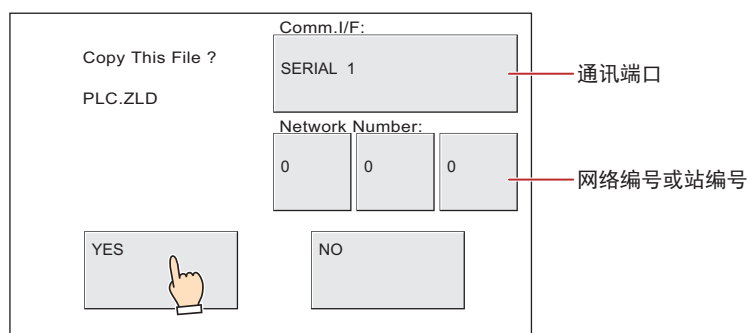 Comm.I/F:
Copy This File ?
SERIAL 1
通讯端口
PLC.ZLD
Network Number:
0 0 0
网络编号或站编号
YES NO